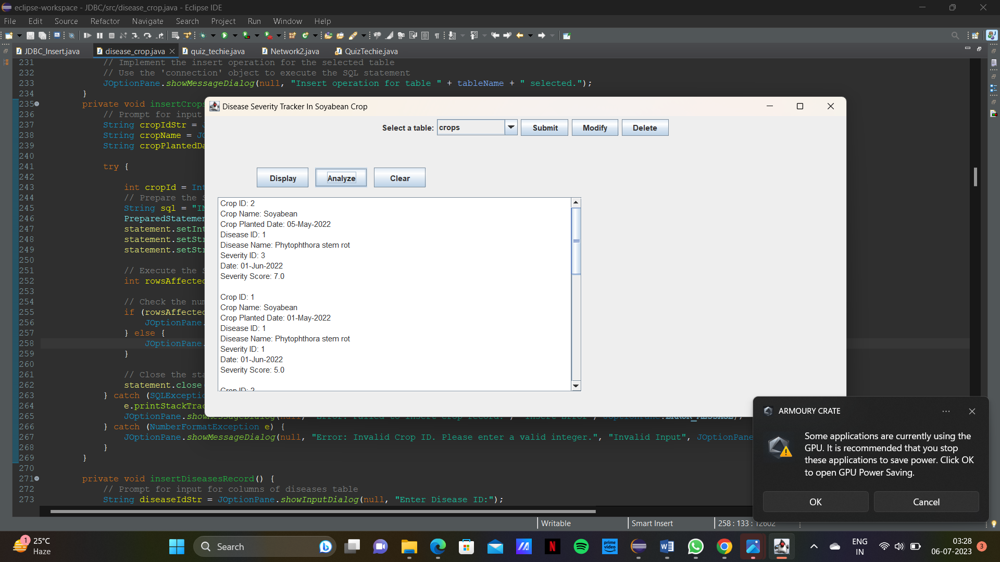 eclipse-workspace - JDBC/src/disease_crop.java - Eclipse IDE
File Edit Source Refactor Navigate Search Project Run Window Help
JDBC_Insert.java disease_crop.java quiz_techie.java Network2.java QuizTechie.java
231 // Implement the insert operation for the selected table
232 // Use the 'connection' object to execute the SQL statement
233 JOptionPane.showMessageDialog(null, "Insert operation for table " + tableName + " selected.");
234 }
235 private void insertCrops
236 // Prompt for input
237 String cropIdStr =
238 String cropName = JO
239 String cropPlantedDa
240
241 try {
242
243 int cropId = Int
244 // Prepare the S
245 String sql = "IN
246 PreparedStatemen
247 statement.setInt
248 statement.setStr
249 statement.setStr
250
251 // Execute the S
252 int rowsAffected
253
254 // Check the num
255 if (rowsAffected
256 JOptionPane.
257 } else {
258 JOptionPane.
259 }
260
261 // Close the sta
262 statement.close
263 } catch (SQLExceptio
264 e.printStackTrac
265 JOptionPane.show
266 } catch (NumberFormatException e) {
267 JOptionPane.showMessageDialog(null, "Error: Invalid Crop ID. Please enter a valid integer.", "Invalid Input", JOptionPane
268 }
269 }
270
271 private void insertDiseasesRecord() {
272 // Prompt for input for columns of diseases table
273 String diseaseIdStr = JOptionPane.showInputDialog(null, "Enter Disease ID:");
Disease Severity Tracker In Soyabean Crop
Select a table: crops Submit Modify Delete
Display Analyze Clear
Crop ID: 2
Crop Name: Soyabean
Crop Planted Date: 05-May-2022
Disease ID: 1
Disease Name: Phytophthora stem rot
Severity ID: 3
Date: 01-Jun-2022
Severity Score: 7.0
Crop ID: 1
Crop Name: Soyabean
Crop Planted Date: 01-May-2022
Disease ID: 1
Disease Name: Phytophthora stem rot
Severity ID: 1
Date: 01-Jun-2022
Severity Score: 5.0
Crop ID: 2
ARMOURY CRATE
Some applications are currently using the
GPU. It is recommended that you stop
these applications to save power. Click OK
to open GPU Power Saving.
OK Cancel
Writable Smart Insert 258 : 133 : 12602
1 25°C
Haze
Search
prime
video
ENG
IN
03:28
06-07-2023
3